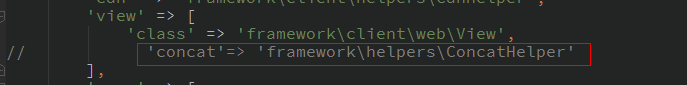 'view' => [
'class' => 'framework\client\web\View',
// 'concat'=> 'framework\helpers\ConcatHelper'
],